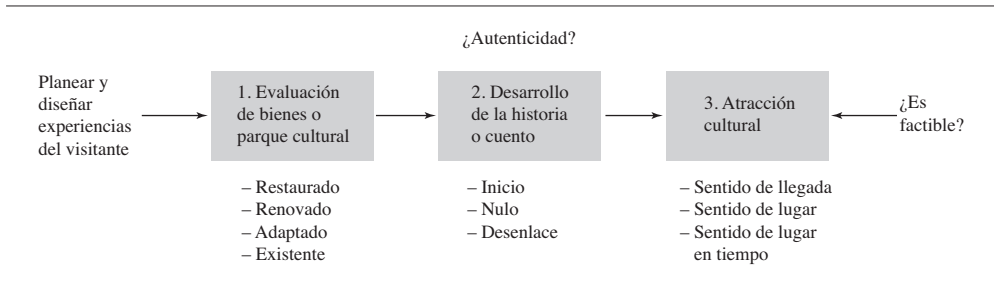 ¿Autenticidad?
Planear y
diseñar
experiencias
del visitante
1. Evaluación
de bienes o
parque cultural
2. Desarrollo
de la historia
o cuento
3. Atracción
cultural
¿Es
factible?
– Restaurado
– Renovado
– Adaptado
– Existente
– Inicio
– Nulo
– Desenlace
– Sentido de llegada
– Sentido de lugar
– Sentido de lugar
en tiempo